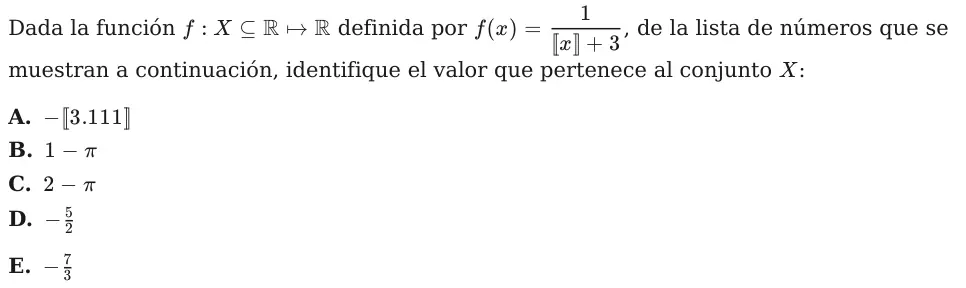 Dada la función f : X ⊆ ℝ ↦ ℝ definida por f(x) = 1/(⟦x⟧ + 3), de la lista de números que se
muestran a continuación, identifique el valor que pertenece al conjunto X:
A. −⟦3.111⟧
B. 1 − π
C. 2 − π
D. −5/2
E. −7/3